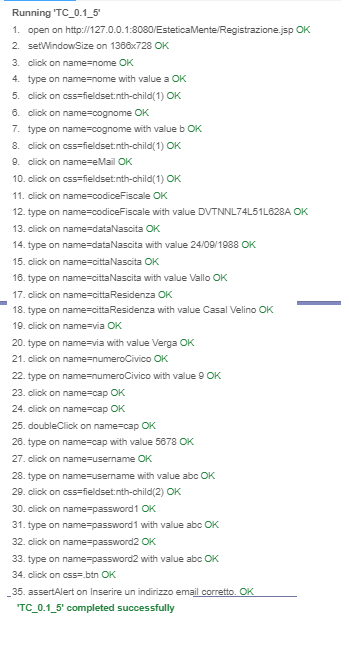 Running 'TC_0.1_5'
1. open on http://127.0.0.1:8080/EsteticaMente/Registrazione.jsp OK
2. setWindowSize on 1366x728 OK
3. click on name=nome OK
4. type on name=nome with value a OK
5. click on css=fieldset:nth-child(1) OK
6. click on name=cognome OK
7. type on name=cognome with value b OK
8. click on css=fieldset:nth-child(1) OK
9. click on name=eMail OK
10. click on css=fieldset:nth-child(1) OK
11. click on name=codiceFiscale OK
12. type on name=codiceFiscale with value DVTNNL74L51L628A OK
13. click on name=dataNascita OK
14. type on name=dataNascita with value 24/09/1988 OK
15. click on name=cittaNascita OK
16. type on name=cittaNascita with value Vallo OK
17. click on name=cittaResidenza OK
18. type on name=cittaResidenza with value Casal Velino OK
19. click on name=via OK
20. type on name=via with value Verga OK
21. click on name=numeroCivico OK
22. type on name=numeroCivico with value 9 OK
23. click on name=cap OK
24. click on name=cap OK
25. doubleClick on name=cap OK
26. type on name=cap with value 5678 OK
27. click on name=username OK
28. type on name=username with value abc OK
29. click on css=fieldset:nth-child(2) OK
30. click on name=password1 OK
31. type on name=password1 with value abc OK
32. click on name=password2 OK
33. type on name=password2 with value abc OK
34. click on css=.btn OK
35. assertAlert on Inserire un indirizzo email corretto. OK
'TC_0.1_5' completed successfully